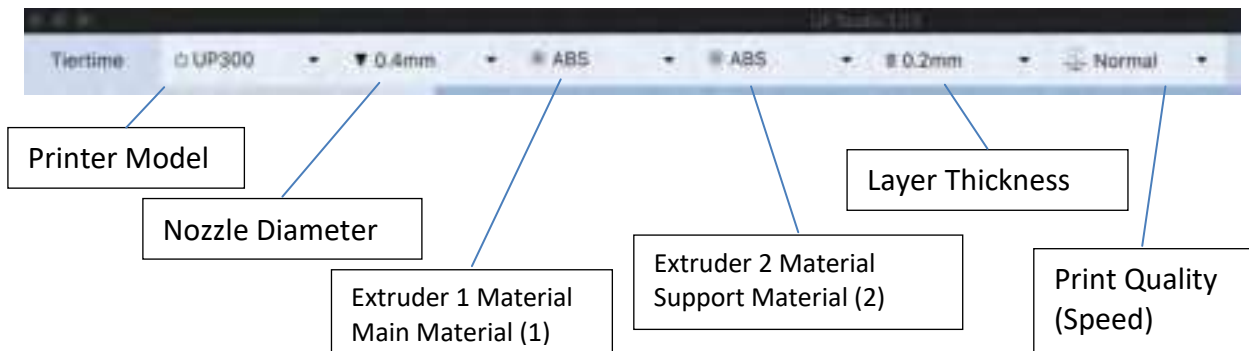 Tiertime UP300 0.4mm ABS ABS 0.2mm Normal
Printer Model
Nozzle Diameter
Extruder 1 Material
Main Material (1)
Extruder 2 Material
Support Material (2)
Layer Thickness
Print Quality
(Speed)